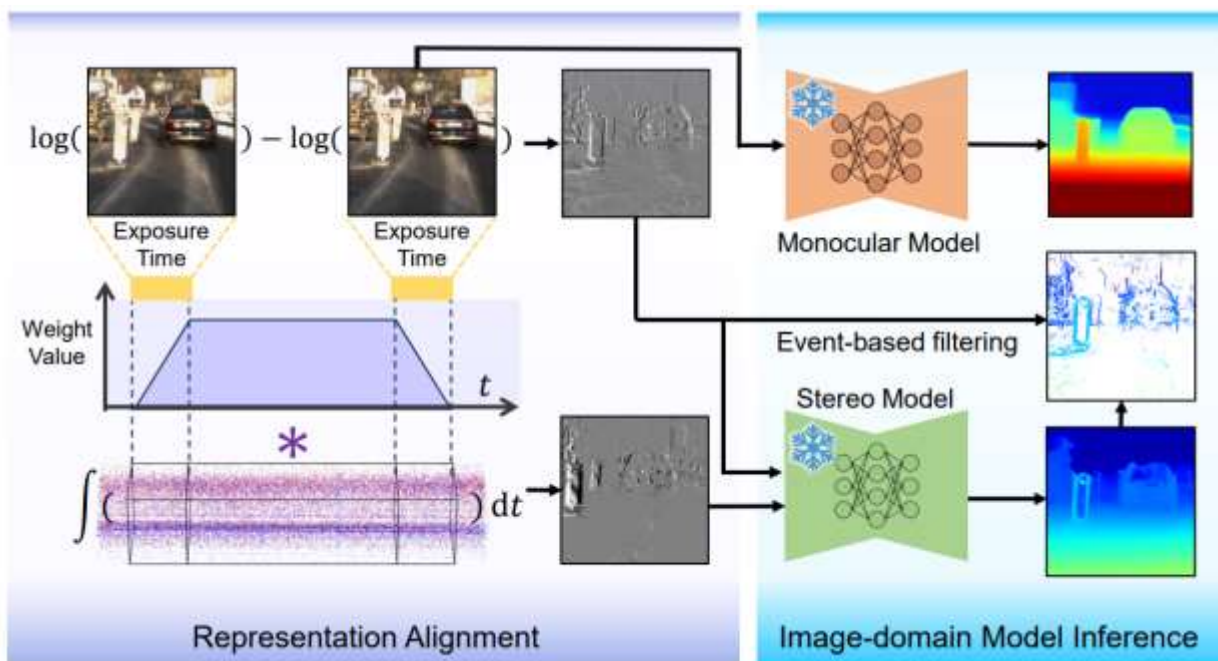 log( ) − log( )
Exposure
Time
Exposure
Time
Weight
Value
t
*
∫( ) dt
Monocular Model
Event-based filtering
Stereo Model
Representation Alignment
Image-domain Model Inference